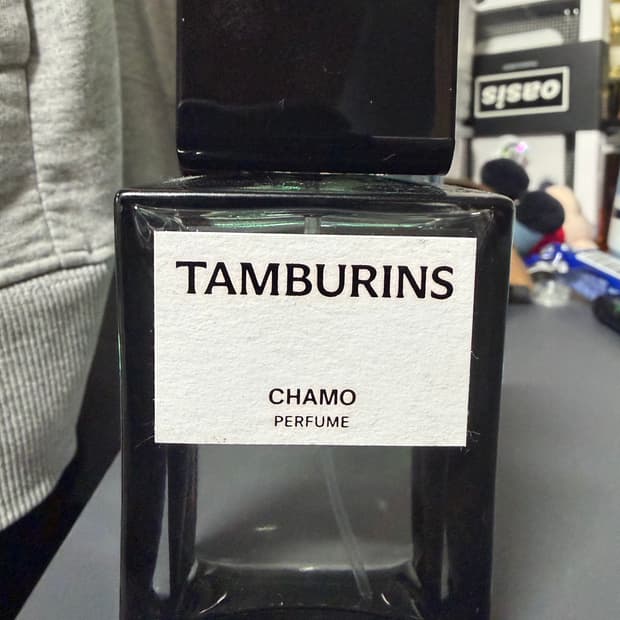 TAMBURINS
CHAMO
PERFUME
oasis